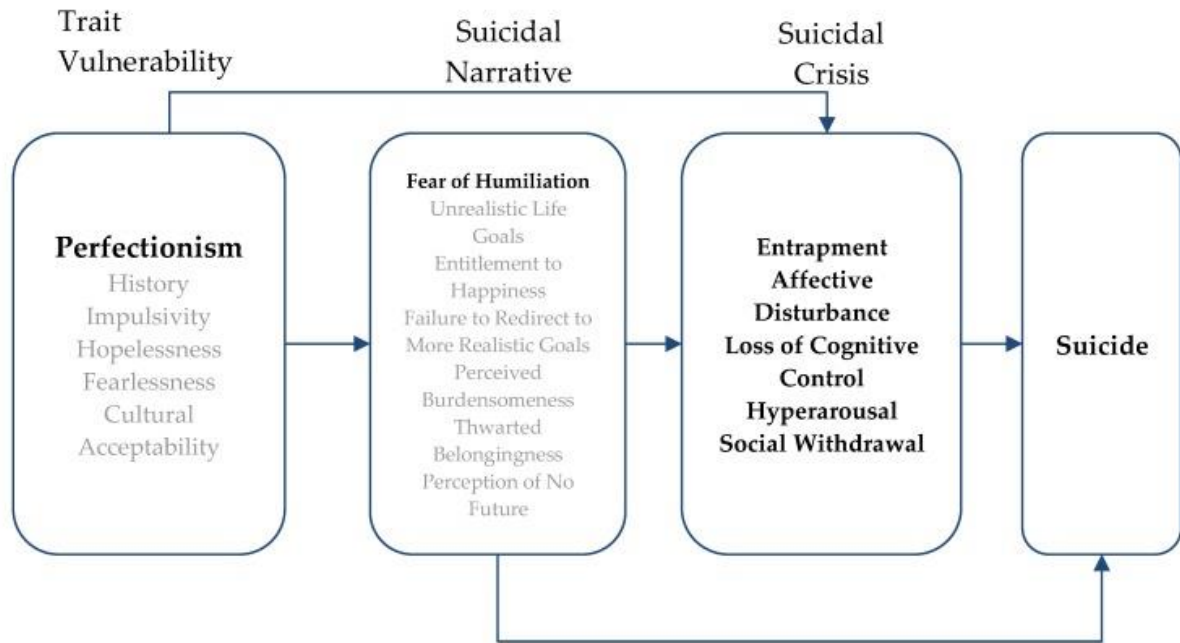 Trait
Vulnerability
Suicidal
Narrative
Suicidal
Crisis
Perfectionism
History
Impulsivity
Hopelessness
Fearlessness
Cultural
Acceptability
Fear of Humiliation
Unrealistic Life
Goals
Entitlement to
Happiness
Failure to Redirect to
More Realistic Goals
Perceived
Burdensomeness
Thwarted
Belongingness
Perception of No
Future
Entrapment
Affective
Disturbance
Loss of Cognitive
Control
Hyperarousal
Social Withdrawal
Suicide